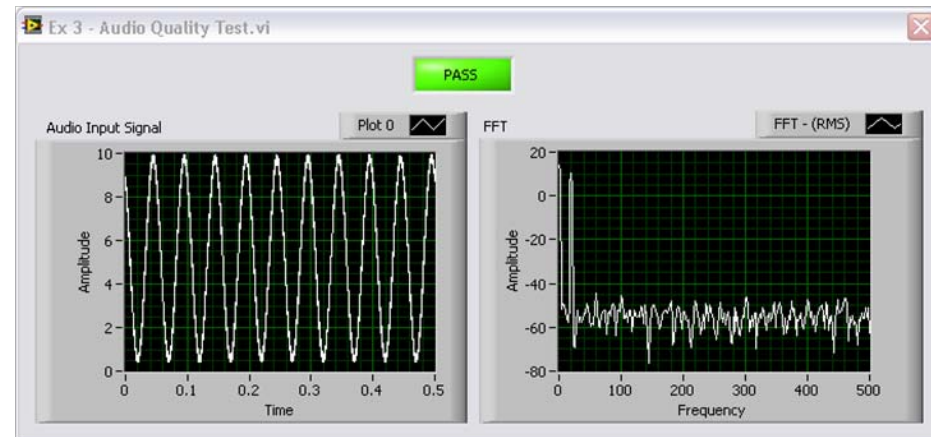 Ex 3 - Audio Quality Test.vi
PASS
Audio Input Signal
Plot 0
Amplitude
10
8
6
4
2
0
0 0.1 0.2 0.3 0.4 0.5
Time
FFT
FFT - (RMS)
Amplitude
20
0
-20
-40
-60
-80
0 100 200 300 400 500
Frequency